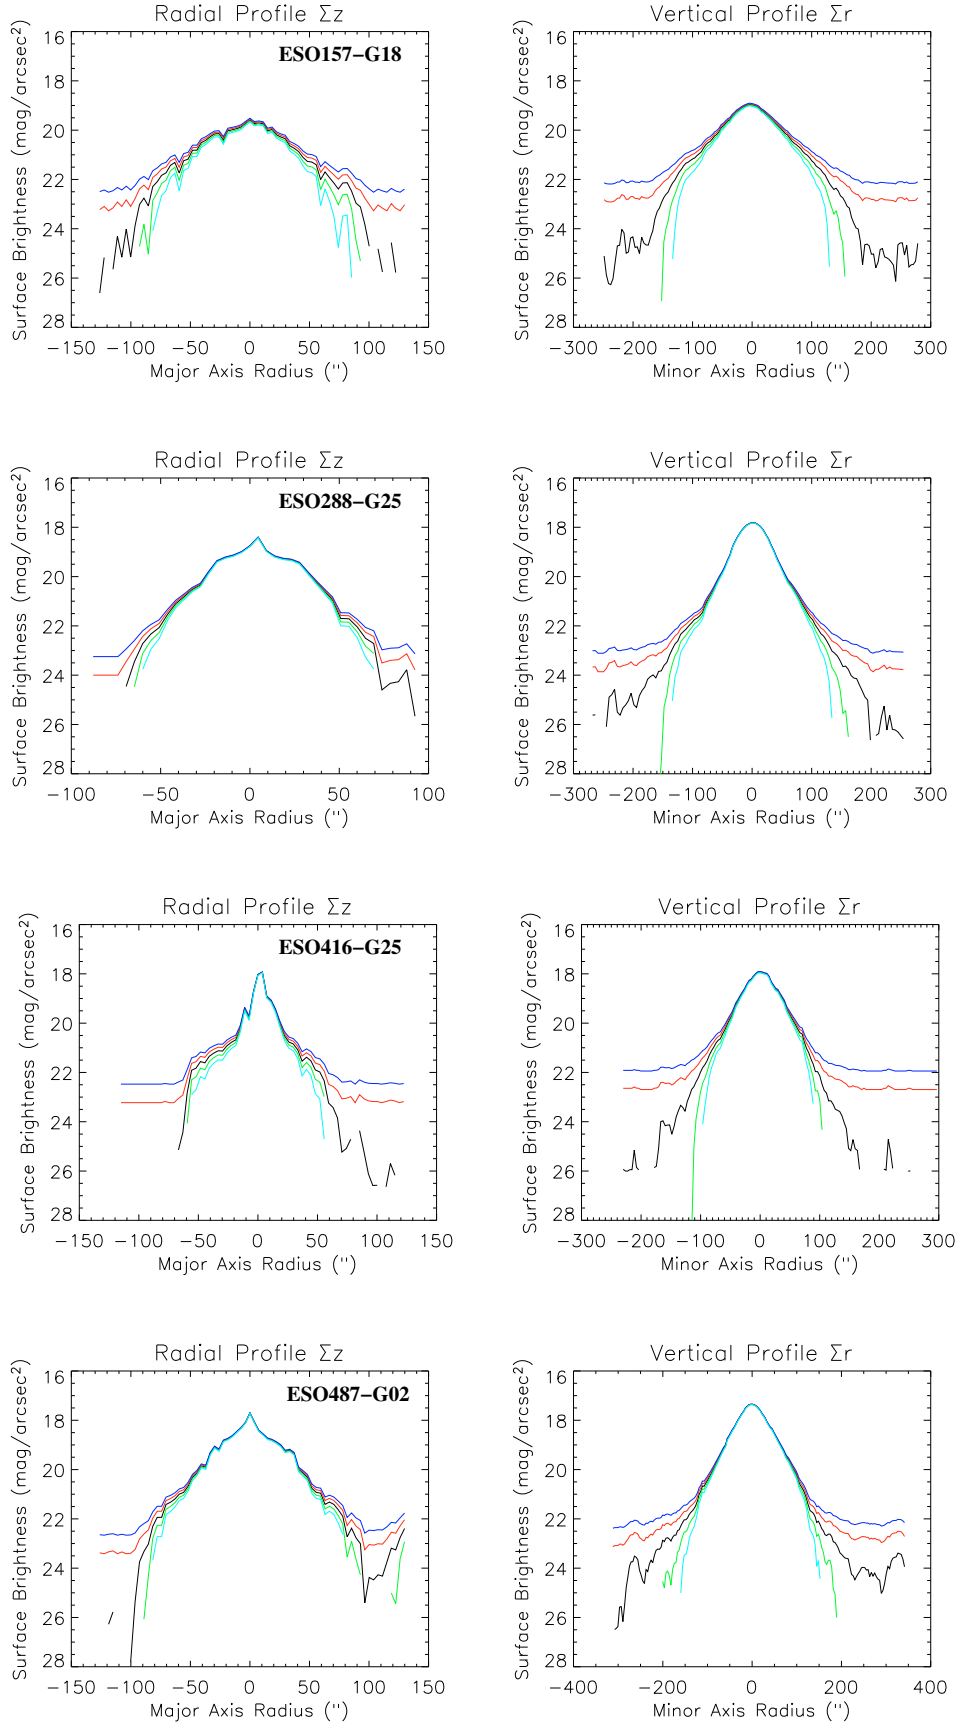 Radial Profile Σz
Vertical Profile Σr
ESO157−G18
Surface Brightness (mag/arcsec²)
16
18
20
22
24
26
28
−150 −100 −50 0 50 100 150
Major Axis Radius (")
Surface Brightness (mag/arcsec²)
16
18
20
22
24
26
28
−300 −200 −100 0 100 200 300
Minor Axis Radius (")
Radial Profile Σz
Vertical Profile Σr
ESO288−G25
Surface Brightness (mag/arcsec²)
16
18
20
22
24
26
28
−100 −50 0 50 100
Major Axis Radius (")
Surface Brightness (mag/arcsec²)
16
18
20
22
24
26
28
−300 −200 −100 0 100 200 300
Minor Axis Radius (")
Radial Profile Σz
Vertical Profile Σr
ESO416−G25
Surface Brightness (mag/arcsec²)
16
18
20
22
24
26
28
−150 −100 −50 0 50 100 150
Major Axis Radius (")
Surface Brightness (mag/arcsec²)
16
18
20
22
24
26
28
−300 −200 −100 0 100 200 300
Minor Axis Radius (")
Radial Profile Σz
Vertical Profile Σr
ESO487−G02
Surface Brightness (mag/arcsec²)
16
18
20
22
24
26
28
−150 −100 −50 0 50 100 150
Major Axis Radius (")
Surface Brightness (mag/arcsec²)
16
18
20
22
24
26
28
−400 −200 0 200 400
Minor Axis Radius (")